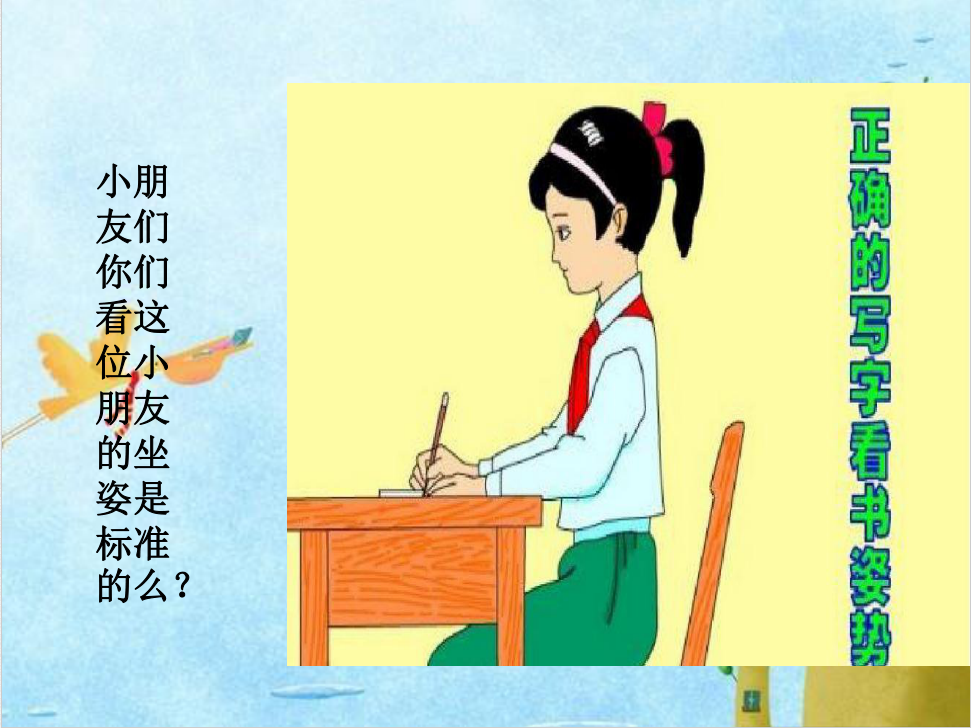 小朋
友们
你们
看这
位小
朋友
的坐
姿是
标准
的么？
正确的写字看书姿势